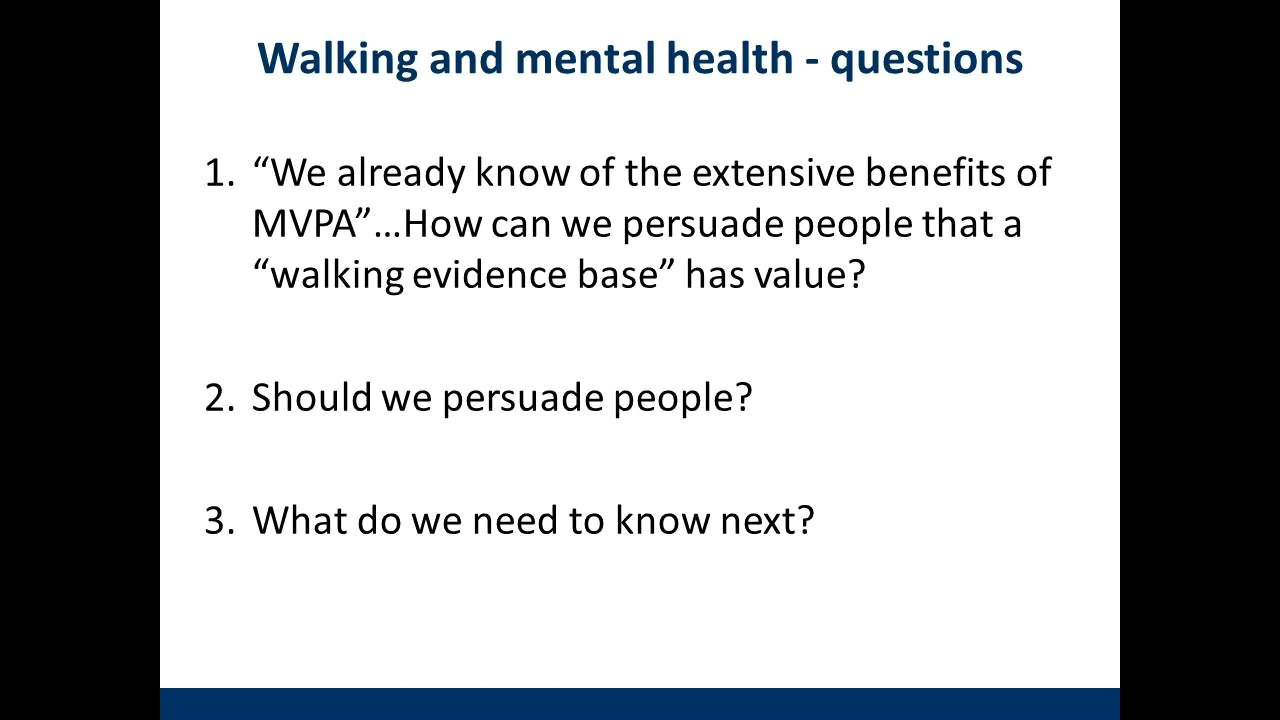 Walking and mental health - questions
1. “We already know of the extensive benefits of
MVPA”…How can we persuade people that a
“walking evidence base” has value?
2. Should we persuade people?
3. What do we need to know next?